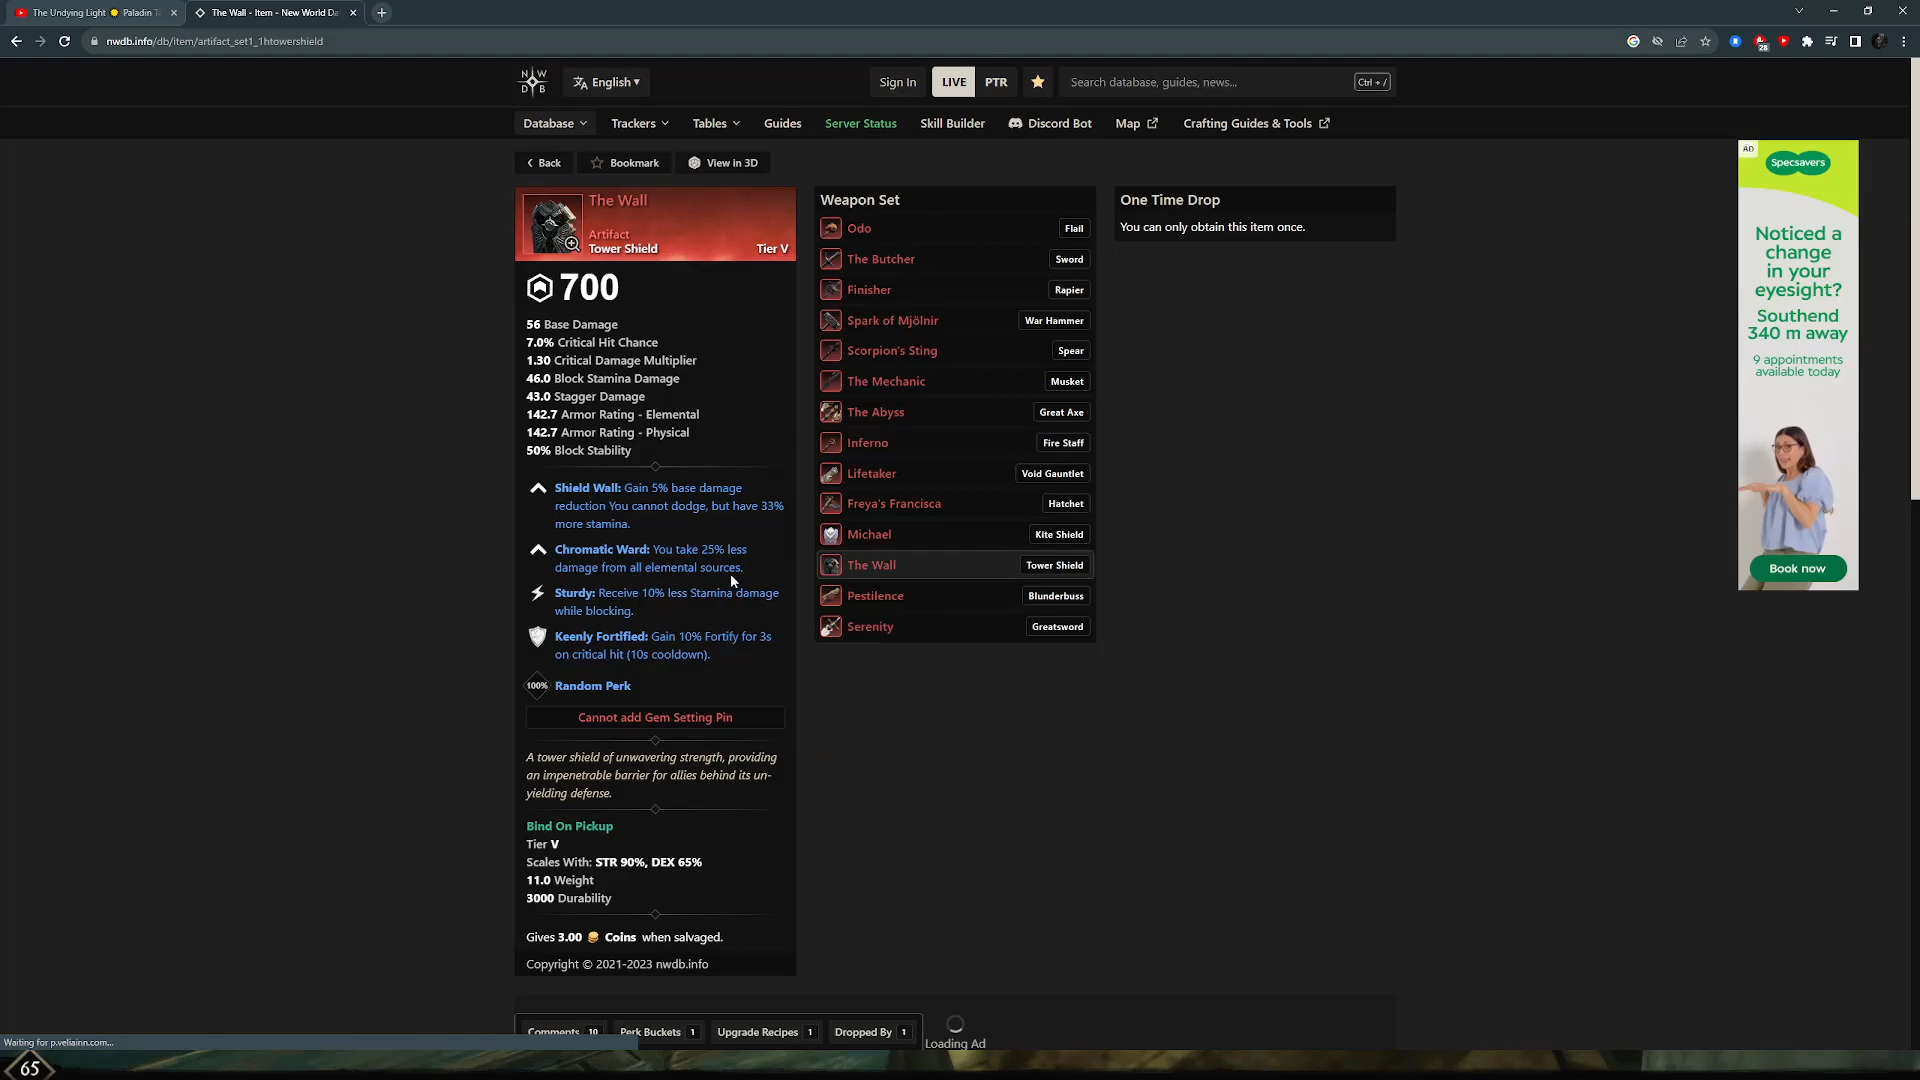 The Undying Light
Paladin T
The Wall - Item - New World Da
nwdb.info/db/item/artifact_set1_1htowershield
28
NW
DB
English
Sign In
LIVE
PTR
Search database, guides, news...
Ctrl + /
Database
Trackers
Tables
Guides
Server Status
Skill Builder
Discord Bot
Map
Crafting Guides & Tools
Back
Bookmark
View in 3D
The Wall
Artifact
Tower Shield
Tier V
700
56 Base Damage
7.0% Critical Hit Chance
1.30 Critical Damage Multiplier
46.0 Block Stamina Damage
43.0 Stagger Damage
142.7 Armor Rating - Elemental
142.7 Armor Rating - Physical
50% Block Stability
Shield Wall: Gain 5% base damage
reduction You cannot dodge, but have 33%
more stamina.
Chromatic Ward: You take 25% less
damage from all elemental sources.
Sturdy: Receive 10% less Stamina damage
while blocking.
Keenly Fortified: Gain 10% Fortify for 3s
on critical hit (10s cooldown).
100% Random Perk
Cannot add Gem Setting Pin
A tower shield of unwavering strength, providing
an impenetrable barrier for allies behind its un-
yielding defense.
Bind On Pickup
Tier V
Scales With: STR 90%, DEX 65%
11.0 Weight
3000 Durability
Gives 3.00 Coins when salvaged.
Copyright © 2021-2023 nwdb.info
Weapon Set
Odo Flail
The Butcher Sword
Finisher Rapier
Spark of Mjölnir War Hammer
Scorpion's Sting Spear
The Mechanic Musket
The Abyss Great Axe
Inferno Fire Staff
Lifetaker Void Gauntlet
Freya's Francisca Hatchet
Michael Kite Shield
The Wall Tower Shield
Pestilence Blunderbuss
Serenity Greatsword
One Time Drop
You can only obtain this item once.
AD
Specsavers
Noticed a
change
in your
eyesight?
Southend
340 m away
9 appointments
available today
Book now
Comments 10
Perk Buckets 1
Upgrade Recipes 1
Dropped By 1
Loading Ad
Waiting for p.veliainn.com...
65